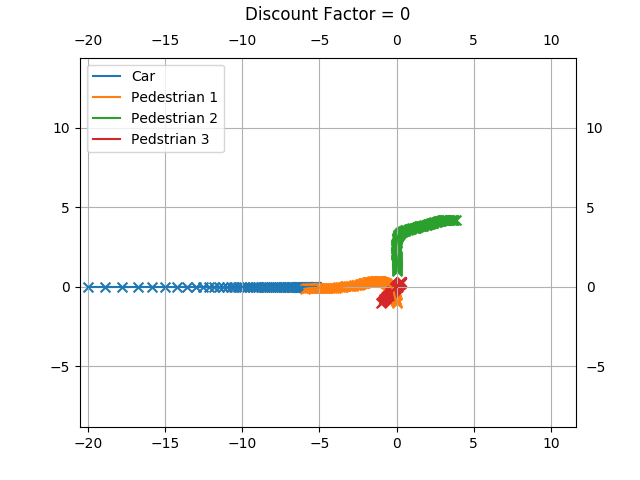 Discount Factor = 0
−20 −15 −10 −5 0 5 10
Car
Pedestrian 1
Pedestrian 2
Pedstrian 3
10 10
5 5
0 0
−5 −5
−20 −15 −10 −5 0 5 10